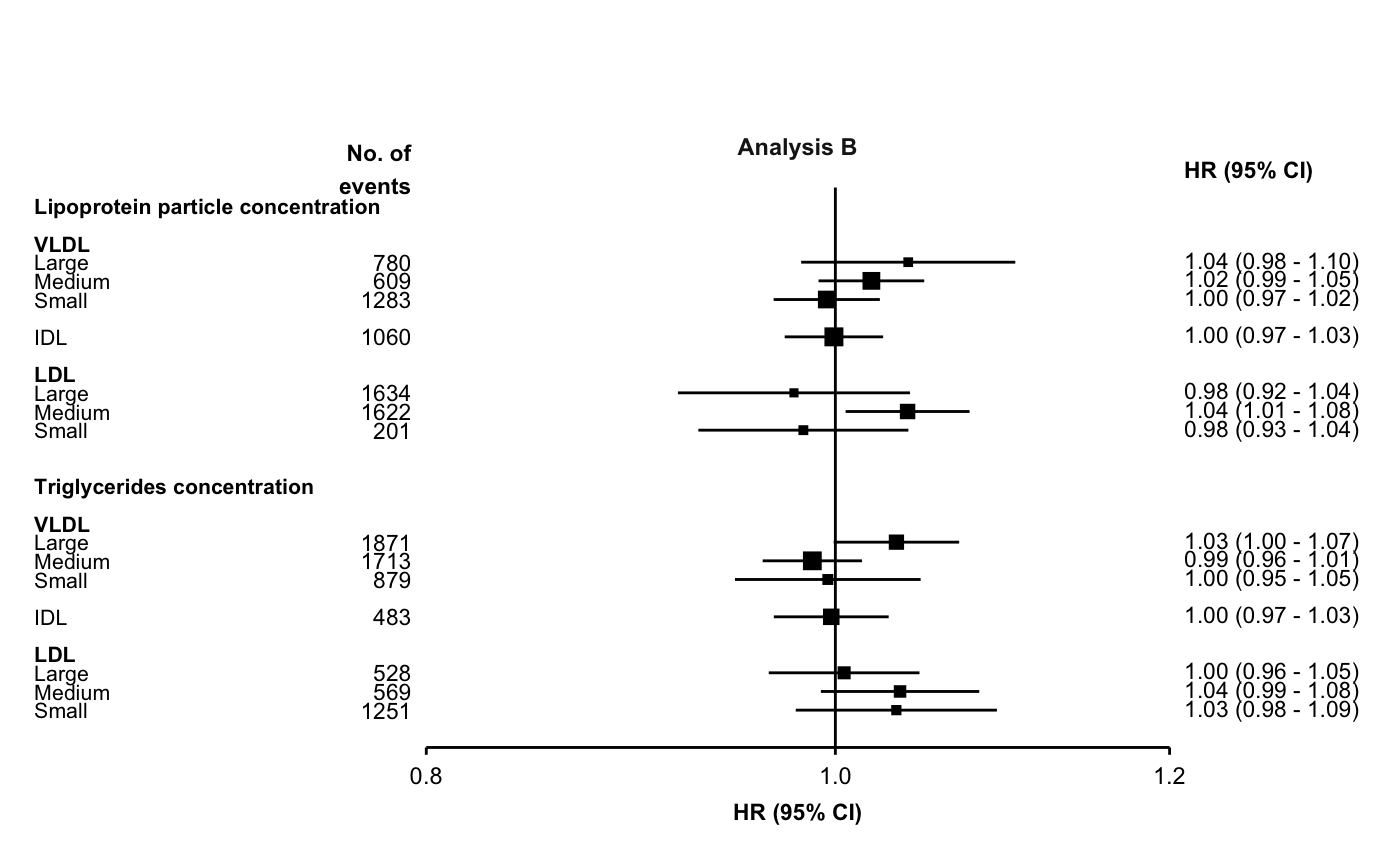 Analysis B
No. of
events
HR (95% CI)
Lipoprotein particle concentration
VLDL
Large 780 1.04 (0.98 - 1.10)
Medium 609 1.02 (0.99 - 1.05)
Small 1283 1.00 (0.97 - 1.02)
IDL 1060 1.00 (0.97 - 1.03)
LDL
Large 1634 0.98 (0.92 - 1.04)
Medium 1622 1.04 (1.01 - 1.08)
Small 201 0.98 (0.93 - 1.04)
Triglycerides concentration
VLDL
Large 1871 1.03 (1.00 - 1.07)
Medium 1713 0.99 (0.96 - 1.01)
Small 879 1.00 (0.95 - 1.05)
IDL 483 1.00 (0.97 - 1.03)
LDL
Large 528 1.00 (0.96 - 1.05)
Medium 569 1.04 (0.99 - 1.08)
Small 1251 1.03 (0.98 - 1.09)
0.8 1.0 1.2
HR (95% CI)